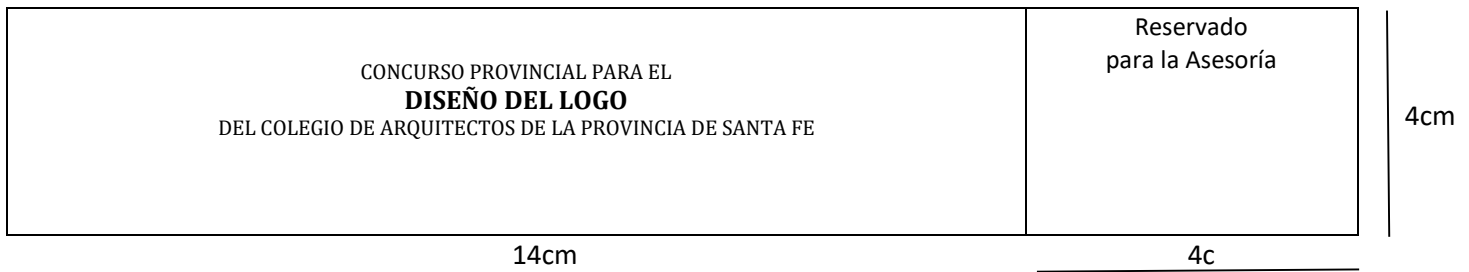 CONCURSO PROVINCIAL PARA EL
DISEÑO DEL LOGO
DEL COLEGIO DE ARQUITECTOS DE LA PROVINCIA DE SANTA FE
Reservado
para la Asesoría
4cm
14cm
4c